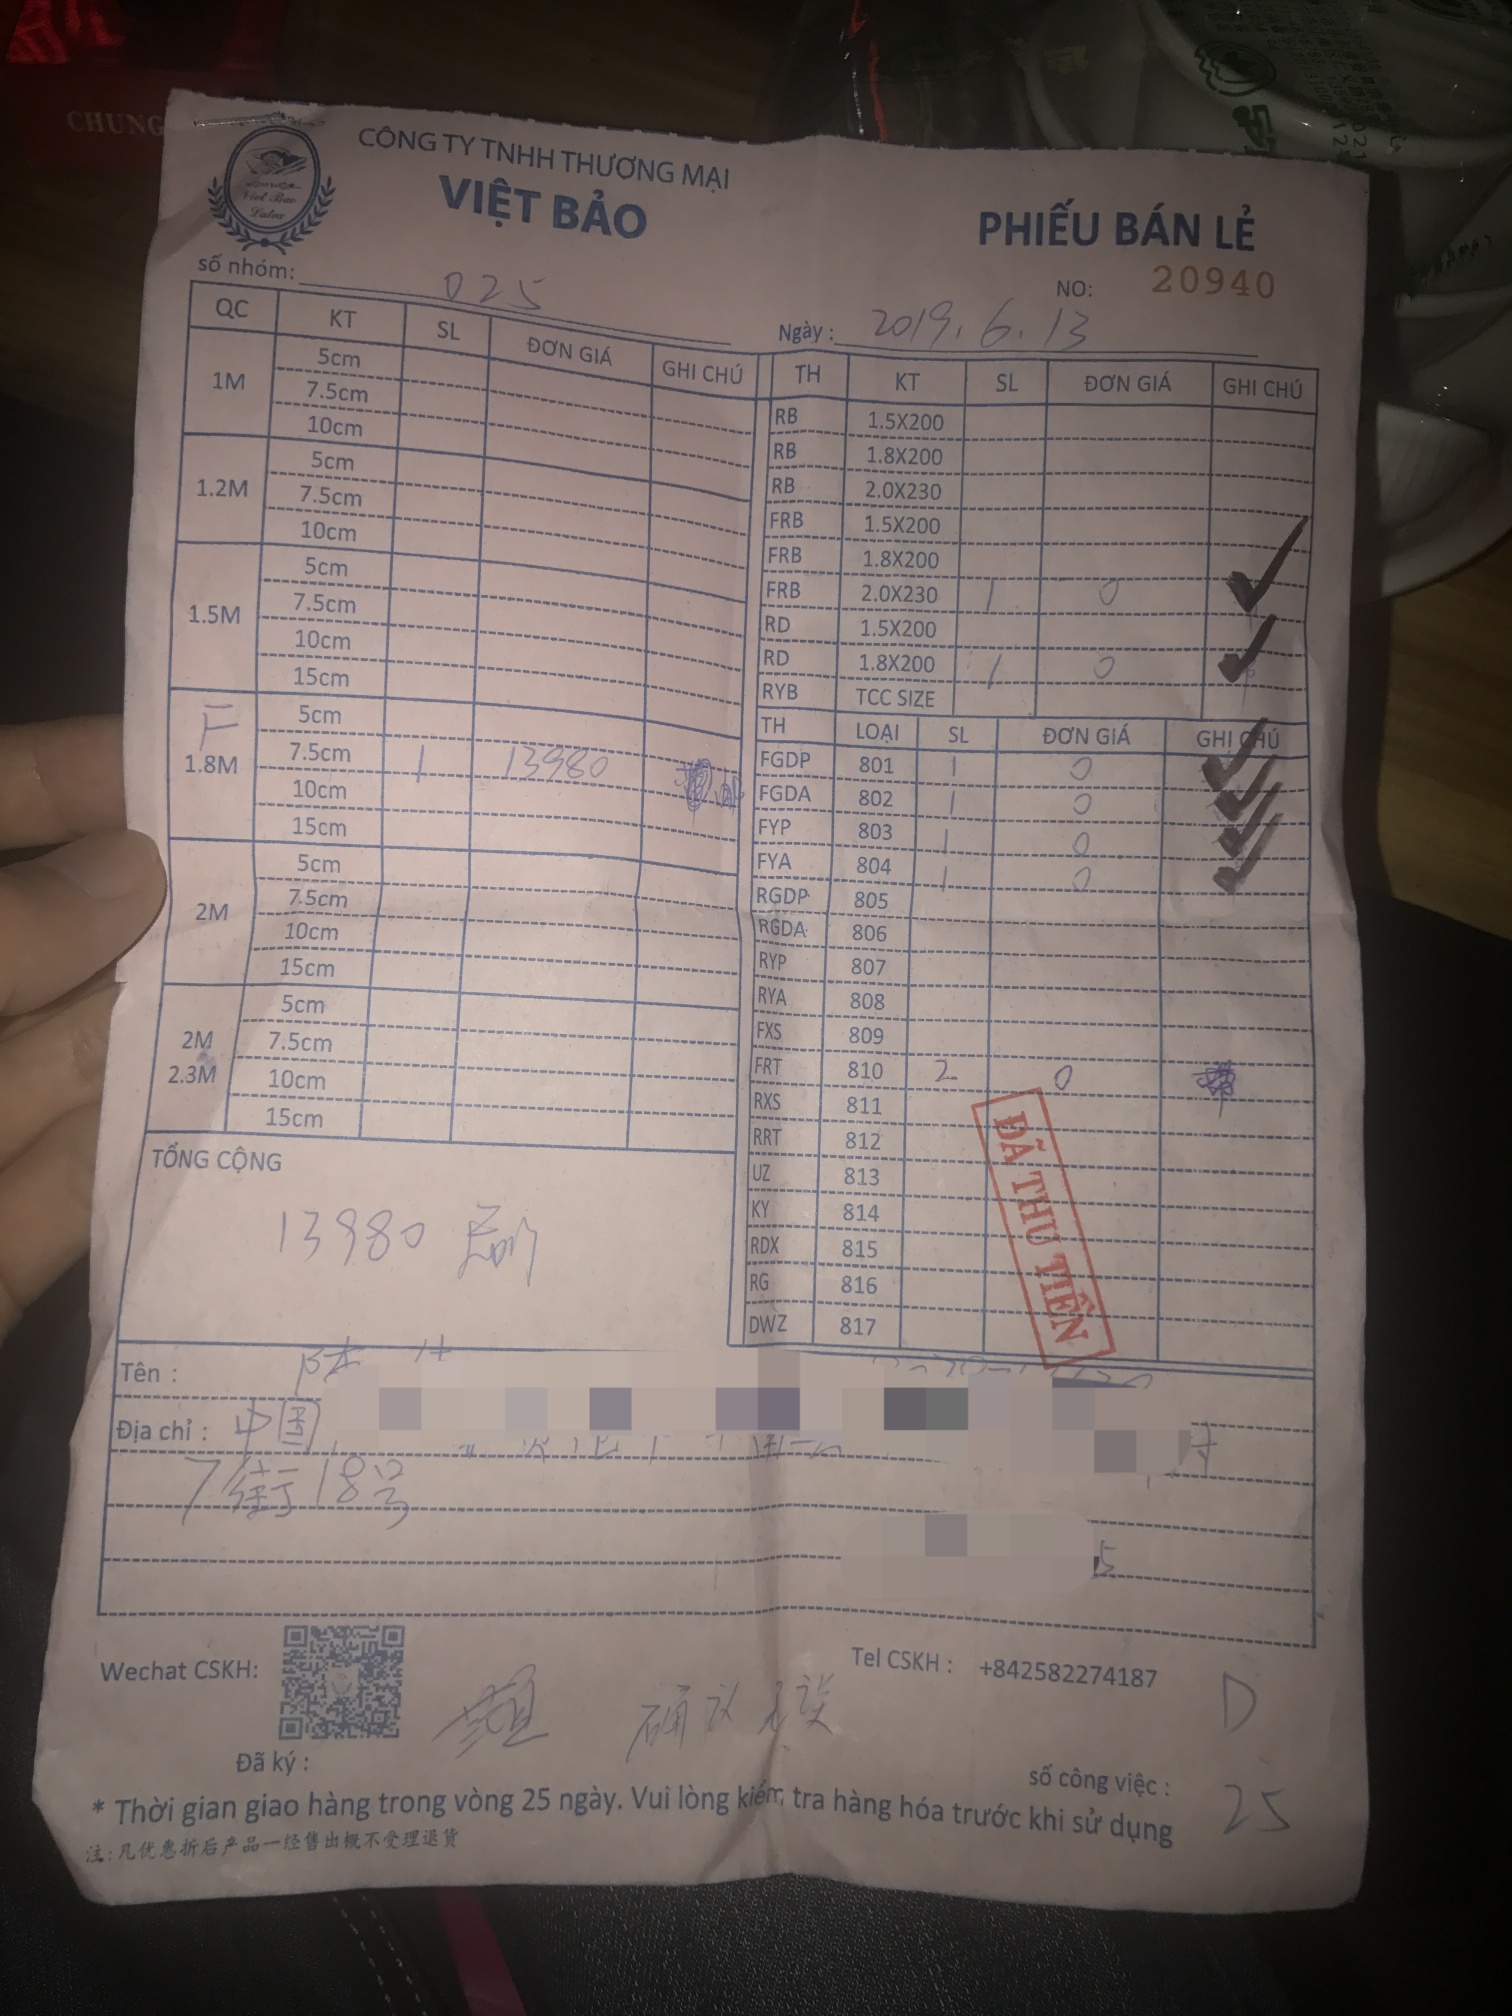 CHUNG
Việt Bảo
Latex
CÔNG TY TNHH THƯƠNG MẠI
VIỆT BẢO
PHIẾU BÁN LẺ
số nhóm: 025
NO: 20940
Ngày : 2019.6.13
QC KT SL ĐƠN GIÁ GHI CHÚ
1M
5cm
7.5cm
10cm
1.2M
5cm
7.5cm
10cm
1.5M
5cm
7.5cm
10cm
15cm
1.8M
5cm
7.5cm 1 13980
10cm
15cm
2M
5cm
7.5cm
10cm
15cm
2M
2.3M
5cm
7.5cm
10cm
15cm
TỔNG CỘNG
13980
TH KT SL ĐƠN GIÁ GHI CHÚ
RB 1.5X200
RB 1.8X200
RB 2.0X230
FRB 1.5X200
FRB 1.8X200
FRB 2.0X230 1 0
RD 1.5X200
RD 1.8X200 1 0
RYB TCC SIZE
TH LOẠI SL ĐƠN GIÁ GHI CHÚ
FGDP 801 1 0
FGDA 802 1 0
FYP 803 1 0
FYA 804 1 0
RGDP 805
RGDA 806
RYP 807
RYA 808
FXS 809
FRT 810 2 0
RXS 811
RRT 812
UZ 813
KY 814
RDX 815
RG 816
DWZ 817
ĐÃ THU TIỀN
Tên :
Địa chỉ : 中国
7街18号
5
Wechat CSKH:
Tel CSKH : +842582274187
确认无误
D
Đã ký :
số công việc : 25
* Thời gian giao hàng trong vòng 25 ngày. Vui lòng kiểm tra hàng hóa trước khi sử dụng
注:凡优惠折后产品一经售出概不受理退货